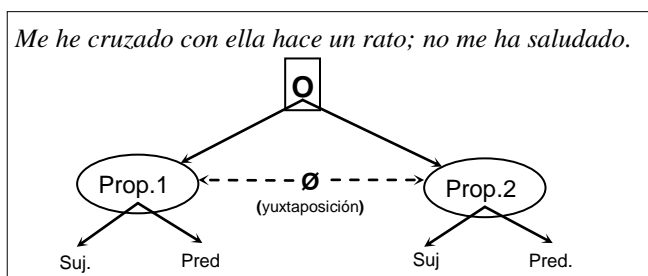 Me he cruzado con ella hace un rato; no me ha saludado.
O
Prop.1 Ø Prop.2
(yuxtaposición)
Suj. Pred Suj Pred.